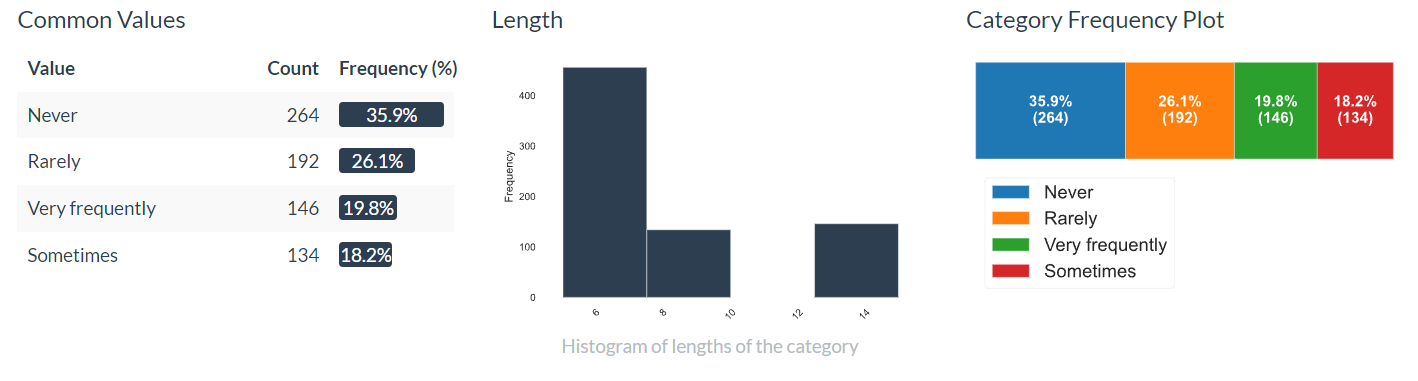 Common Values
Value Count Frequency (%)
Never 264 35.9%
Rarely 192 26.1%
Very frequently 146 19.8%
Sometimes 134 18.2%
Length
Frequency
400
300
200
100
0
6 8 10 12 14
Histogram of lengths of the category
Category Frequency Plot
35.9% 26.1% 19.8% 18.2%
(264) (192) (146) (134)
Never
Rarely
Very frequently
Sometimes